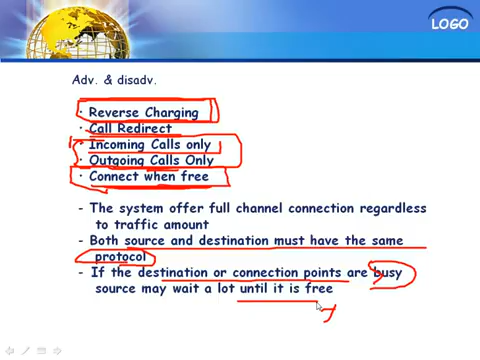 LOGO
Adv. & disadv.
· Reverse Charging
· Call Redirect
· Incoming Calls only
· Outgoing Calls Only
· Connect when free
- The system offer full channel connection regardless
to traffic amount
- Both source and destination must have the same
protocol
- If the destination or connection points are busy
source may wait a lot until it is free